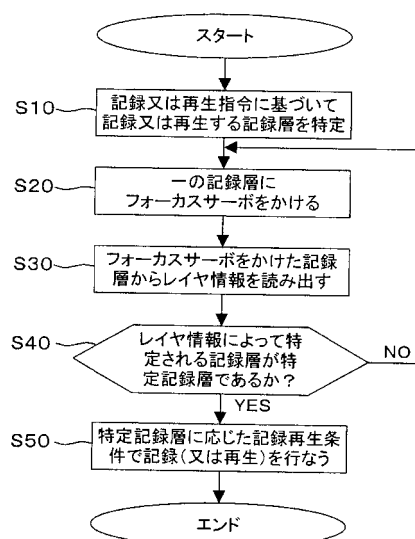 スタート
S10
記録又は再生指令に基づいて
記録又は再生する記録層を特定
S20
一の記録層に
フォーカスサーボをかける
S30
フォーカスサーボをかけた記録
層からレイヤ情報を読み出す
S40
レイヤ情報によって特
定される記録層が特
定記録層であるか？
NO
YES
S50
特定記録層に応じた記録再生条
件で記録(又は再生)を行なう
エンド